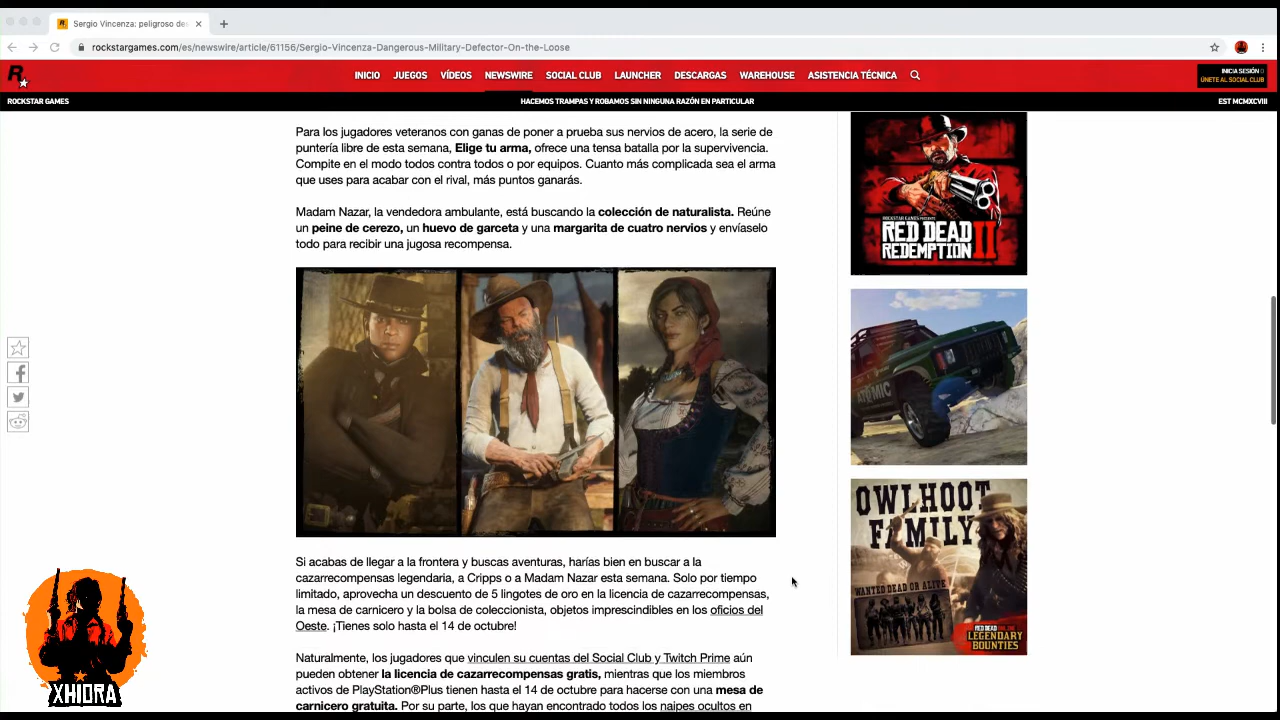 Sergio Vincenza: peligroso de
rockstargames.com/es/newswire/article/61156/Sergio-Vincenza-Dangerous-Military-Defector-On-the-Loose
INICIO JUEGOS VÍDEOS NEWSWIRE SOCIAL CLUB LAUNCHER DESCARGAS WAREHOUSE ASISTENCIA TÉCNICA
INICIA SESIÓN O
ÚNETE AL SOCIAL CLUB
ROCKSTAR GAMES HACEMOS TRAMPAS Y ROBAMOS SIN NINGUNA RAZÓN EN PARTICULAR EST MCMXCVIII
Para los jugadores veteranos con ganas de poner a prueba sus nervios de acero, la serie de
puntería libre de esta semana, Elige tu arma, ofrece una tensa batalla por la supervivencia.
Compite en el modo todos contra todos o por equipos. Cuanto más complicada sea el arma
que uses para acabar con el rival, más puntos ganarás.
Madam Nazar, la vendedora ambulante, está buscando la colección de naturalista. Reúne
un peine de cerezo, un huevo de garceta y una margarita de cuatro nervios y envíaselo
todo para recibir una jugosa recompensa.
Si acabas de llegar a la frontera y buscas aventuras, harías bien en buscar a la
cazarrecompensas legendaria, a Cripps o a Madam Nazar esta semana. Solo por tiempo
limitado, aprovecha un descuento de 5 lingotes de oro en la licencia de cazarrecompensas,
la mesa de carnicero y la bolsa de coleccionista, objetos imprescindibles en los oficios del
Oeste. ¡Tienes solo hasta el 14 de octubre!
Naturalmente, los jugadores que vinculen su cuentas del Social Club y Twitch Prime aún
pueden obtener la licencia de cazarrecompensas gratis, mientras que los miembros
activos de PlayStation®Plus tienen hasta el 14 de octubre para hacerse con una mesa de
carnicero gratuita. Por su parte, los que hayan encontrado todos los naipes ocultos en
ROCKSTAR GAMES PRESENTS
RED DEAD
REDEMPTION II
ATOMIC
OWLHOOT
FAMILY
WANTED DEAD OR ALIVE
RED DEAD ONLINE
LEGENDARY
BOUNTIES
XHIDRA